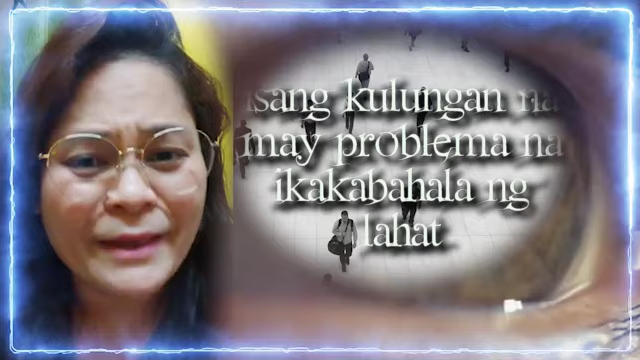 isang kulungan na
may problema na
ikakabahala ng
lahat